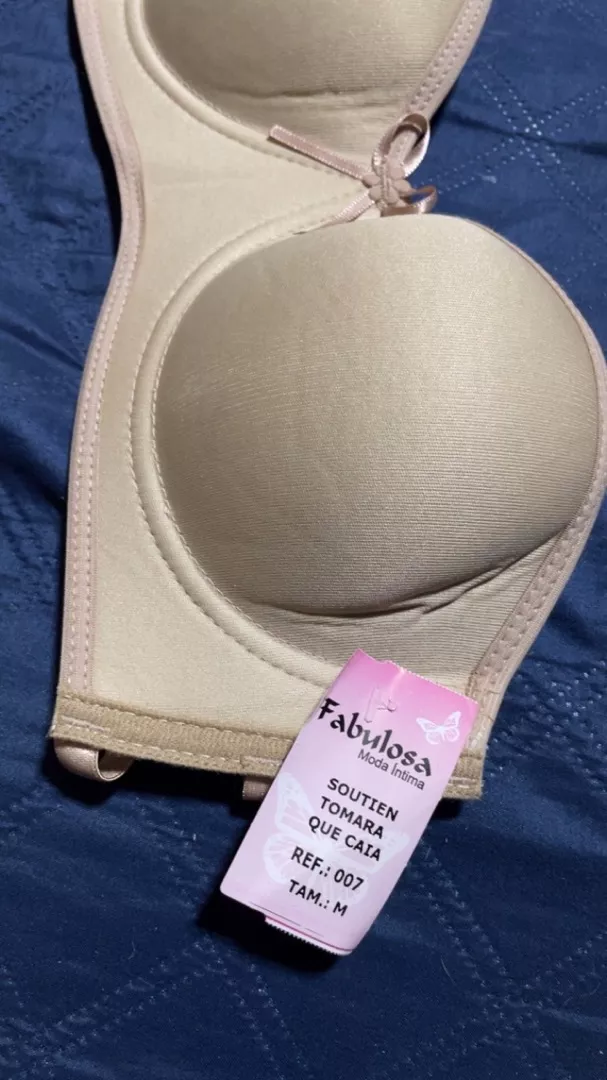 Fabulosa
Moda Íntima
SOUTIEN
TOMARA
QUE CAIA
REF.: 007
TAM.: M